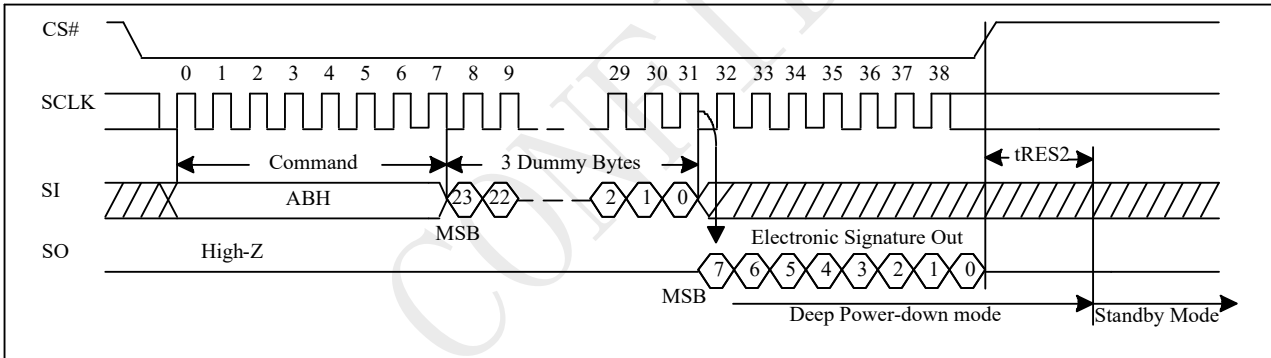 CS#
0 1 2 3 4 5 6 7 8 9 29 30 31 32 33 34 35 36 37 38
SCLK
Command 3 Dummy Bytes tRES2
SI ABH 23 22 2 1 0
MSB
SO High-Z Electronic Signature Out
7 6 5 4 3 2 1 0
MSB
Deep Power-down mode Standby Mode